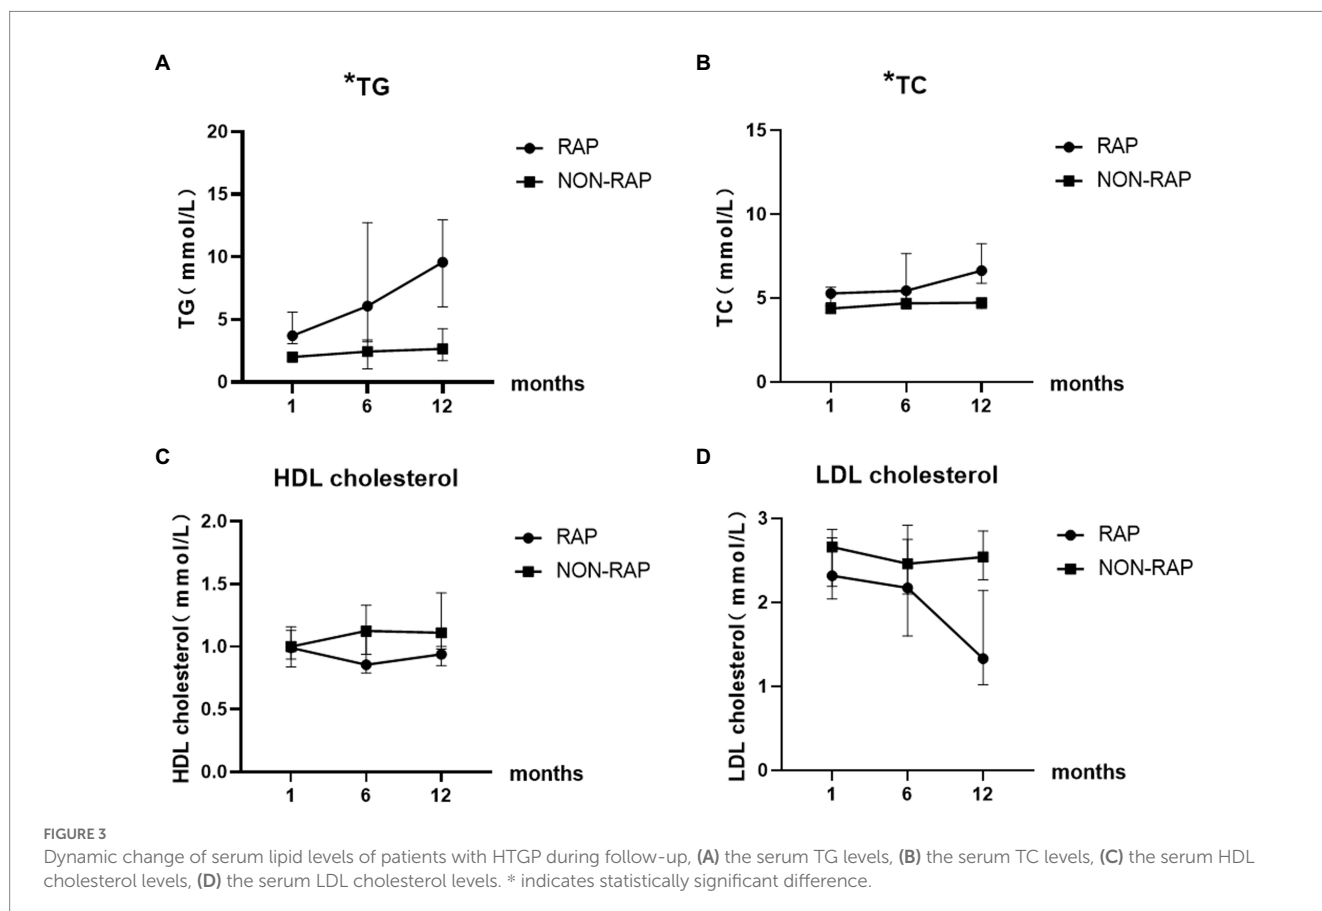 A
*TG
TG ( mmol/L)
20
15
10
5
0
1
6
12
months
RAP
NON-RAP
B
*TC
TC ( mmol/L)
15
10
5
0
1
6
12
months
RAP
NON-RAP
C
HDL cholesterol
HDL cholesterol ( mmol/L)
2.0
1.5
1.0
0.5
0.0
1
6
12
months
RAP
NON-RAP
D
LDL cholesterol
LDL cholesterol ( mmol/L)
3
2
1
0
1
6
12
months
RAP
NON-RAP
FIGURE 3
Dynamic change of serum lipid levels of patients with HTGP during follow-up, (A) the serum TG levels, (B) the serum TC levels, (C) the serum HDL
cholesterol levels, (D) the serum LDL cholesterol levels. * indicates statistically significant difference.